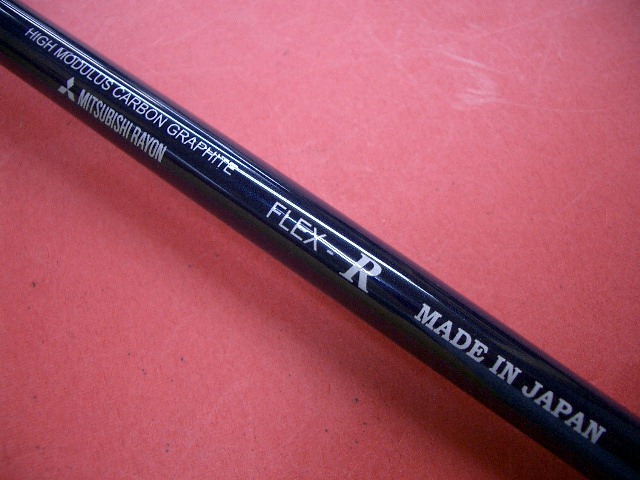 HIGH MODULUS CARBON GRAPHITE
MITSUBISHI RAYON
FLEX-R
MADE IN JAPAN